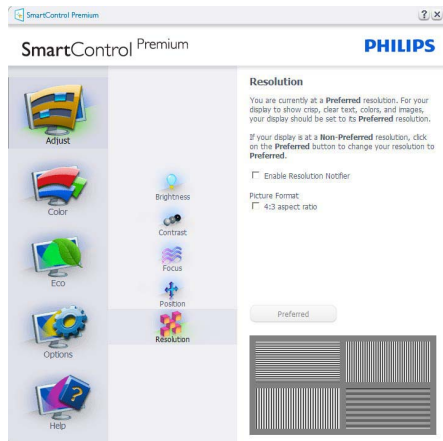 SmartControl Premium
? X
SmartControl Premium
PHILIPS
Adjust
Color
Eco
Options
Help
Brightness
Contrast
Focus
Position
Resolution
Resolution
You are currently at a Preferred resolution. For your
display to show crisp, clear text, colors, and images,
your display should be set to its Preferred resolution.
If your display is at a Non-Preferred resolution, click
on the Preferred button to change your resolution to
Preferred.
Enable Resolution Notifier
Picture Format
4:3 aspect ratio
Preferred